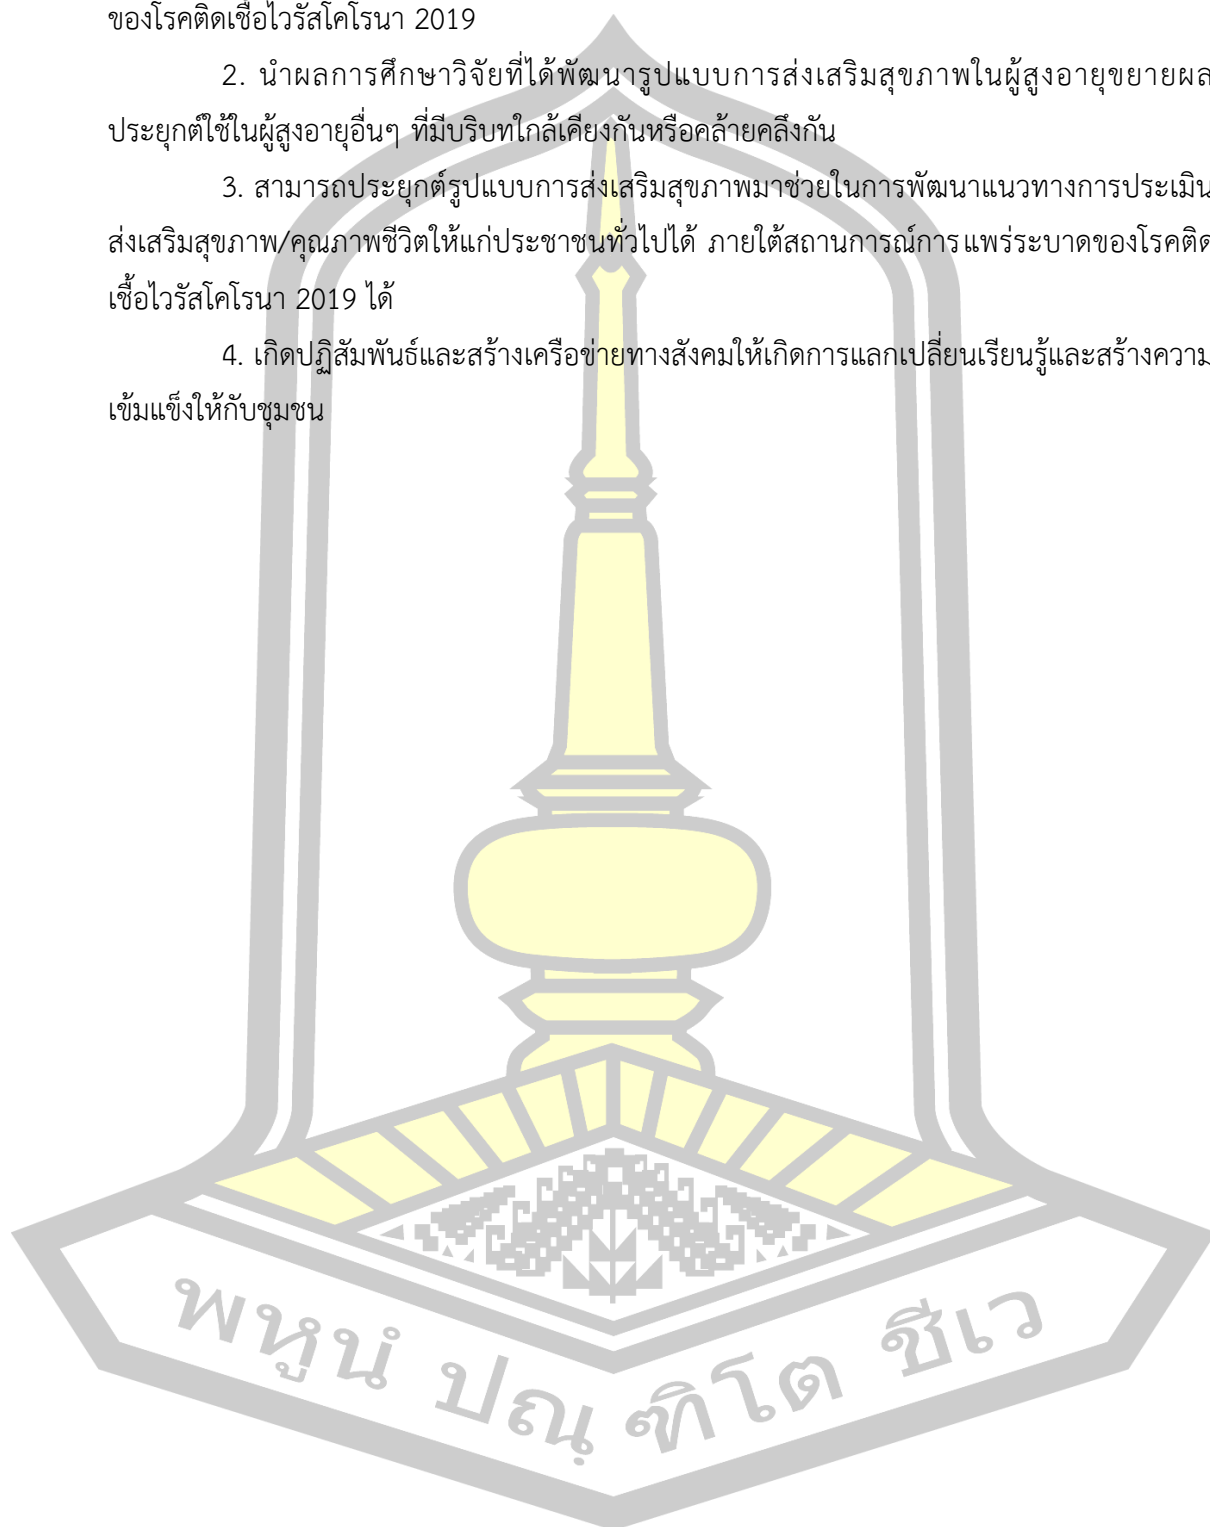 ของโรคติดเชื้อไวรัสโคโรนา 2019
2. นำผลการศึกษาวิจัยที่ได้พัฒนารูปแบบการส่งเสริมสุขภาพในผู้สูงอายุขยายผล
ประยุกต์ใช้ในผู้สูงอายุอื่นๆ ที่มีบริบทใกล้เคียงกันหรือคล้ายคลึงกัน
3. สามารถประยุกต์รูปแบบการส่งเสริมสุขภาพมาช่วยในการพัฒนาแนวทางการประเมิน
ส่งเสริมสุขภาพ/คุณภาพชีวิตให้แก่ประชาชนทั่วไปได้ ภายใต้สถานการณ์การแพร่ระบาดของโรคติด
เชื้อไวรัสโคโรนา 2019 ได้
4. เกิดปฏิสัมพันธ์และสร้างเครือข่ายทางสังคมให้เกิดการแลกเปลี่ยนเรียนรู้และสร้างความ
เข้มแข็งให้กับชุมชน
พหูนํ ปณฺฑิโต ชีเว